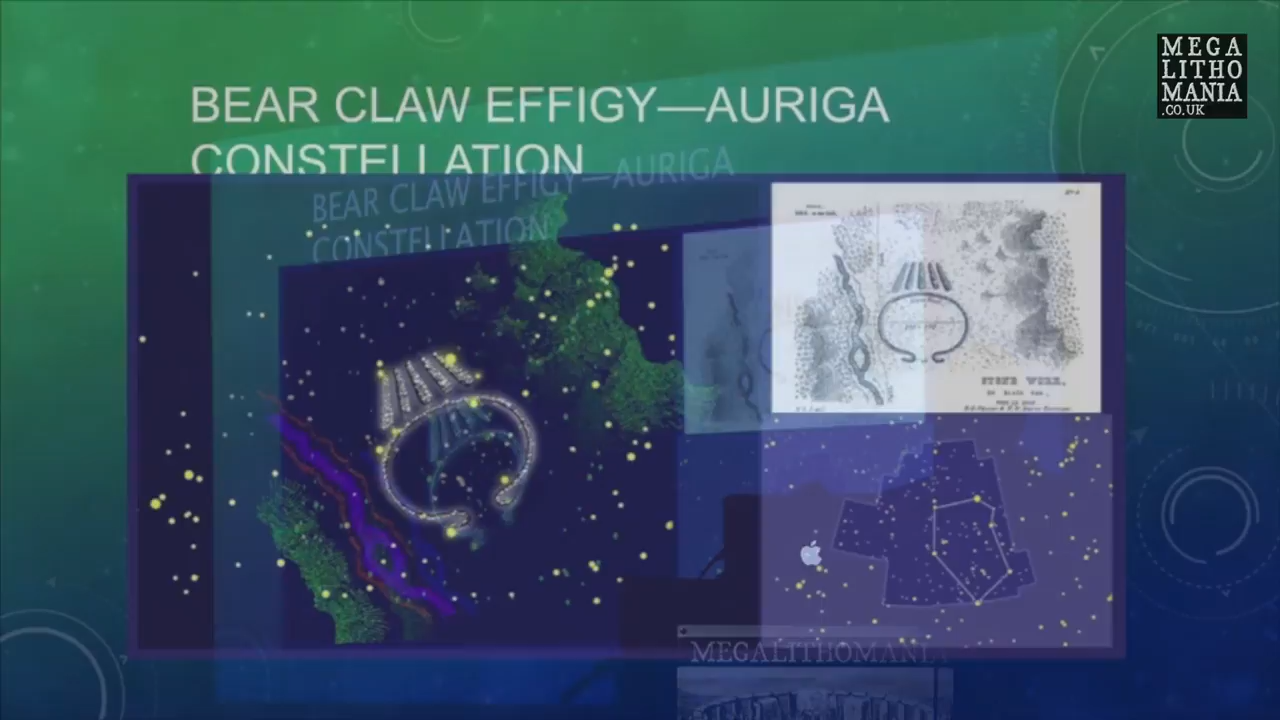 MEGA
LITHO
MANIA
.CO.UK
BEAR CLAW EFFIGY—AURIGA
CONSTELLATION
BEAR CLAW EFFIGY—AURIGA
CONSTELLATION
STONE WORK,
MEGALITHOMANIA